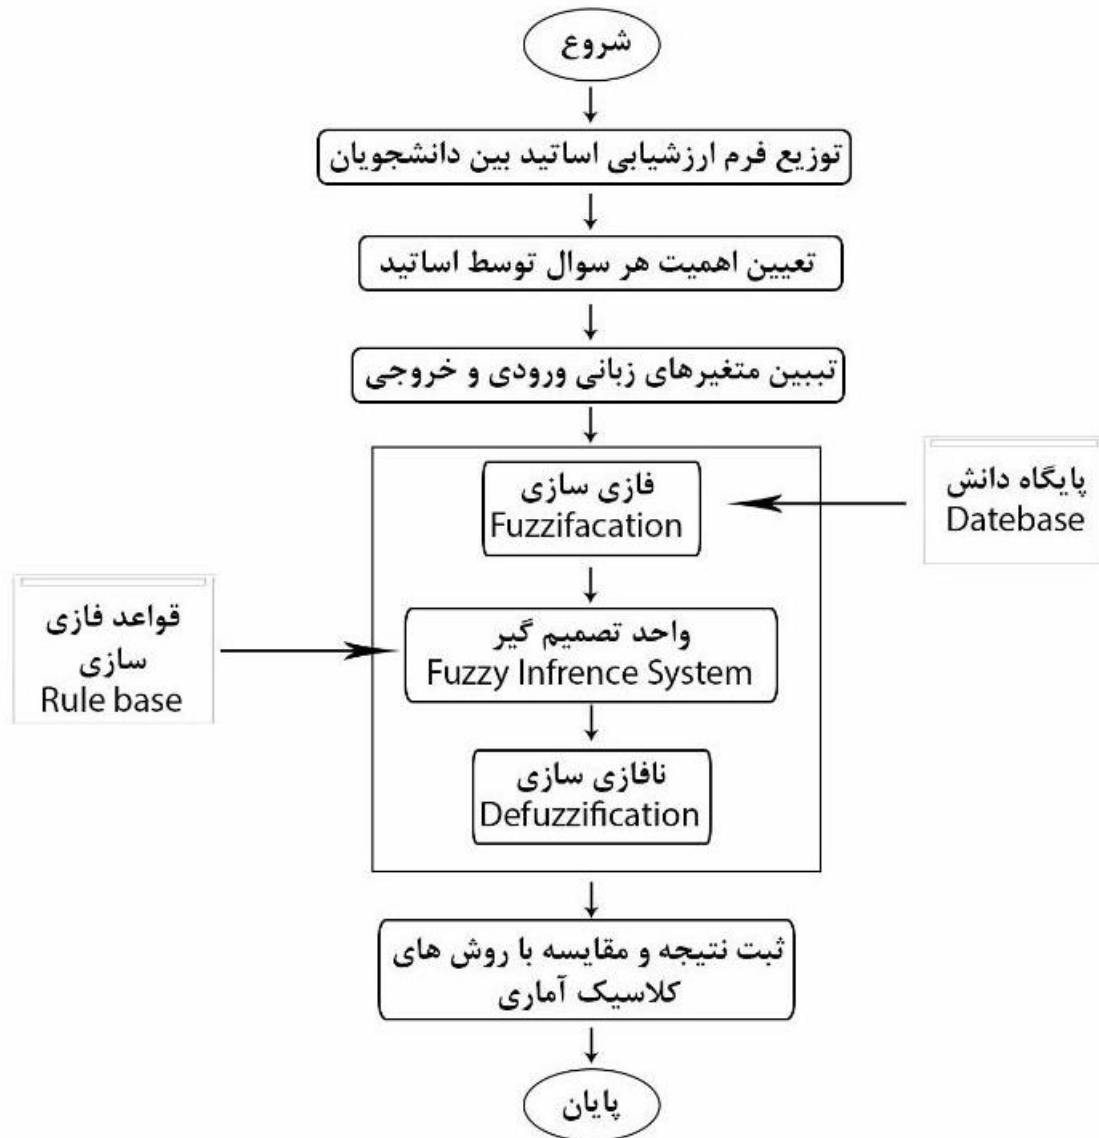 شروع
توزیع فرم ارزشیابی اساتید بین دانشجویان
تعیین اهمیت هر سوال توسط اساتید
تببین متغیرهای زبانی ورودی و خروجی
فازی سازی
Fuzzifacation
پایگاه دانش
Datebase
قواعد فازی
سازی
Rule base
واحد تصمیم گیر
Fuzzy Infrence System
نافازی سازی
Defuzzification
ثبت نتیجه و مقایسه با روش های
کلاسیک آماری
پایان